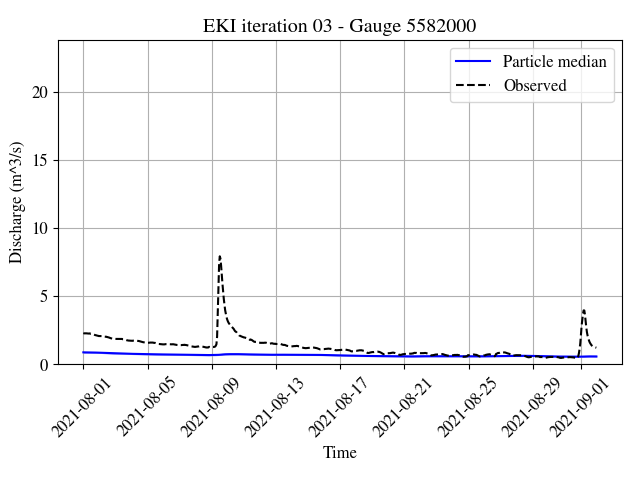 EKI iteration 03 - Gauge 5582000
Particle median
Observed
Discharge (m^3/s)
20
15
10
5
0
2021-08-01
2021-08-05
2021-08-09
2021-08-13
2021-08-17
2021-08-21
2021-08-25
2021-08-29
2021-09-01
Time